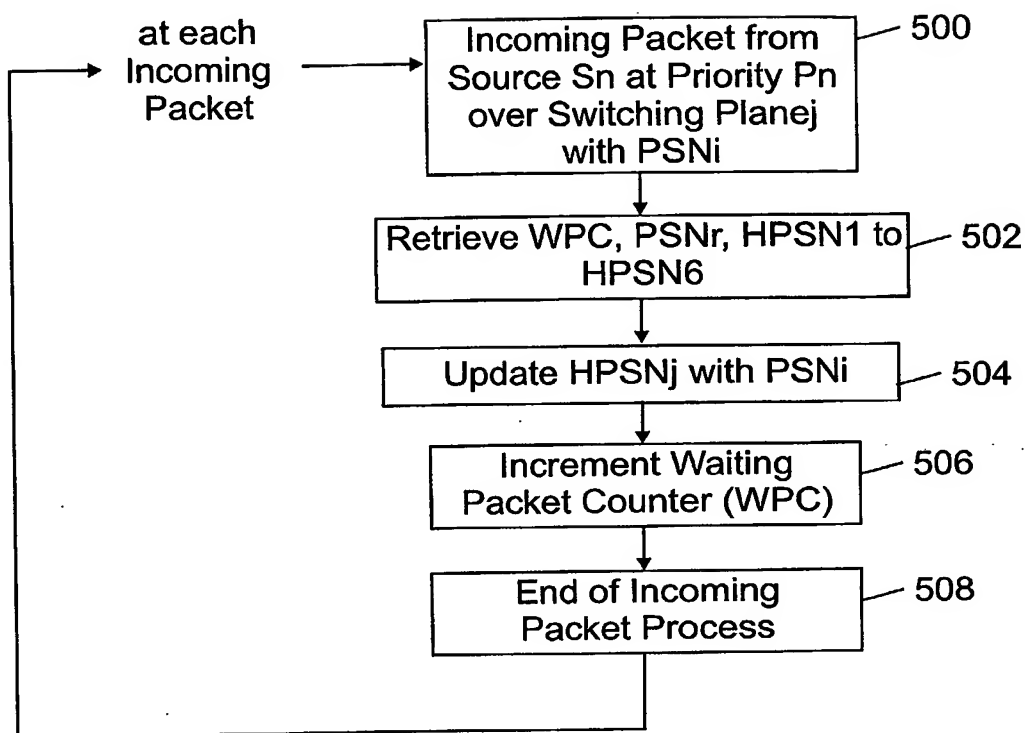 at each
Incoming
Packet
Incoming Packet from
Source Sn at Priority Pn
over Switching Planej
with PSNi
500
Retrieve WPC, PSNr, HPSN1 to
HPSN6
502
Update HPSNj with PSNi
504
Increment Waiting
Packet Counter (WPC)
506
End of Incoming
Packet Process
508